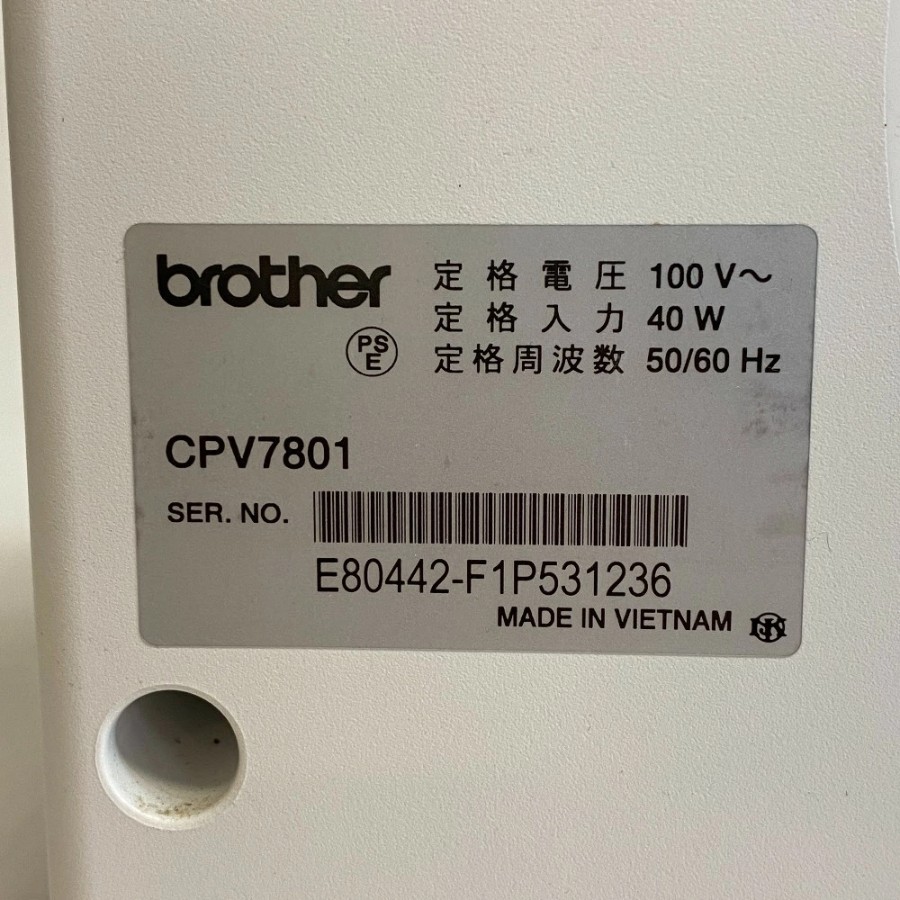 brother
定格電圧 100 V～
定格入力 40 W
定格周波数 50/60 Hz
PS
E
CPV7801
SER. NO.
E80442-F1P531236
MADE IN VIETNAM